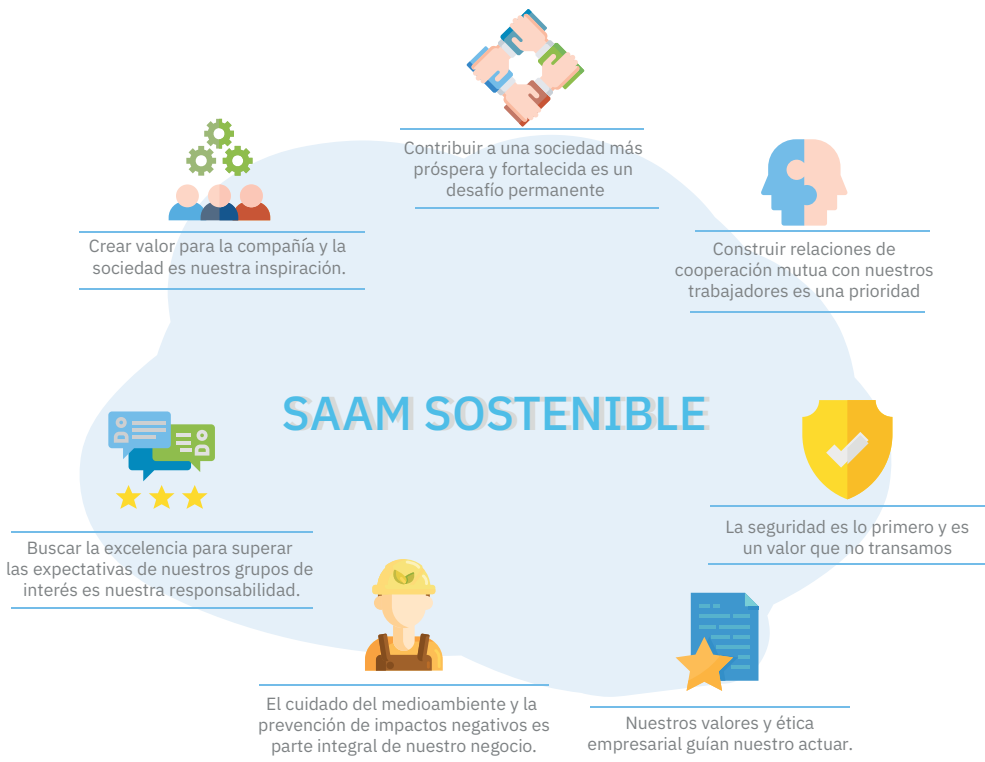 Contribuir a una sociedad más
próspera y fortalecida es un
desafío permanente
Crear valor para la compañía y la
sociedad es nuestra inspiración.
Construir relaciones de
cooperación mutua con nuestros
trabajadores es una prioridad
SAAM SOSTENIBLE
La seguridad es lo primero y es
un valor que no transamos
Buscar la excelencia para superar
las expectativas de nuestros grupos de
interés es nuestra responsabilidad.
El cuidado del medioambiente y la
prevención de impactos negativos es
parte integral de nuestro negocio.
Nuestros valores y ética
empresarial guían nuestro actuar.